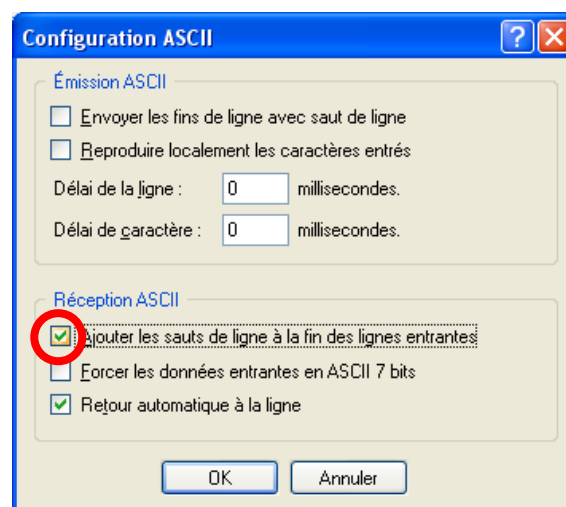 Configuration ASCII
Émission ASCII
Envoyer les fins de ligne avec saut de ligne
Reproduire localement les caractères entrés
Délai de la ligne : 0 millisecondes.
Délai de caractère : 0 millisecondes.
Réception ASCII
Ajouter les sauts de ligne à la fin des lignes entrantes
Forcer les données entrantes en ASCII 7 bits
Retour automatique à la ligne
OK Annuler